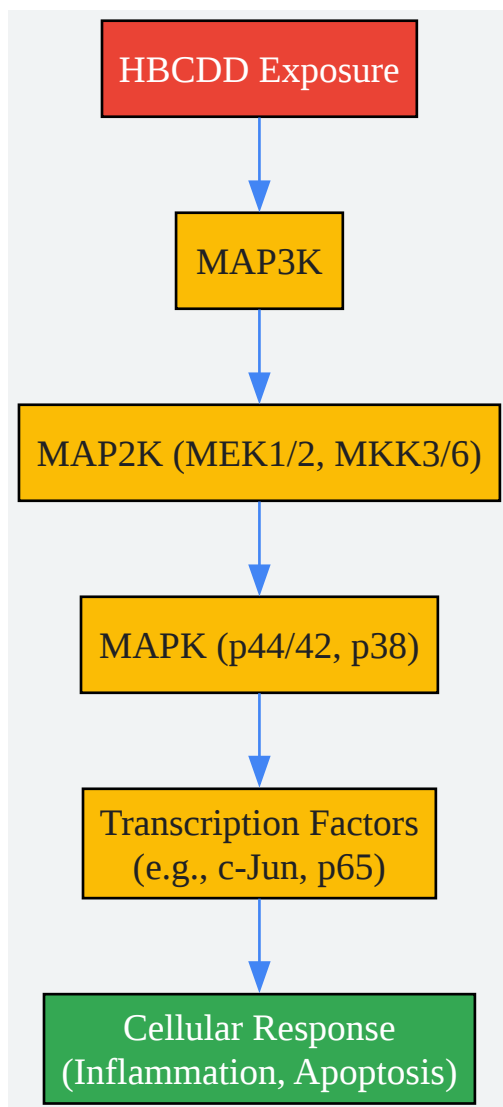 HBCDD Exposure
MAP3K
MAP2K (MEK1/2, MKK3/6)
MAPK (p44/42, p38)
Transcription Factors
(e.g., c-Jun, p65)
Cellular Response
(Inflammation, Apoptosis)